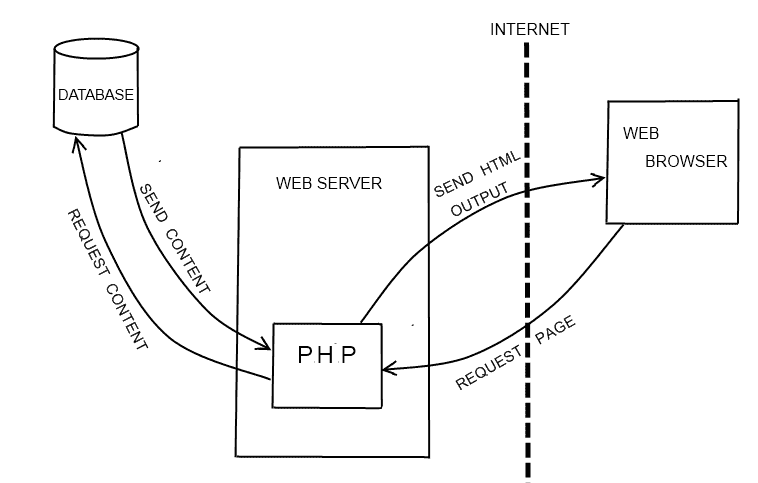 INTERNET
DATABASE
WEB
BROWSER
WEB SERVER
SEND HTML
OUTPUT
SEND CONTENT
REQUEST CONTENT
PHP
REQUEST PAGE